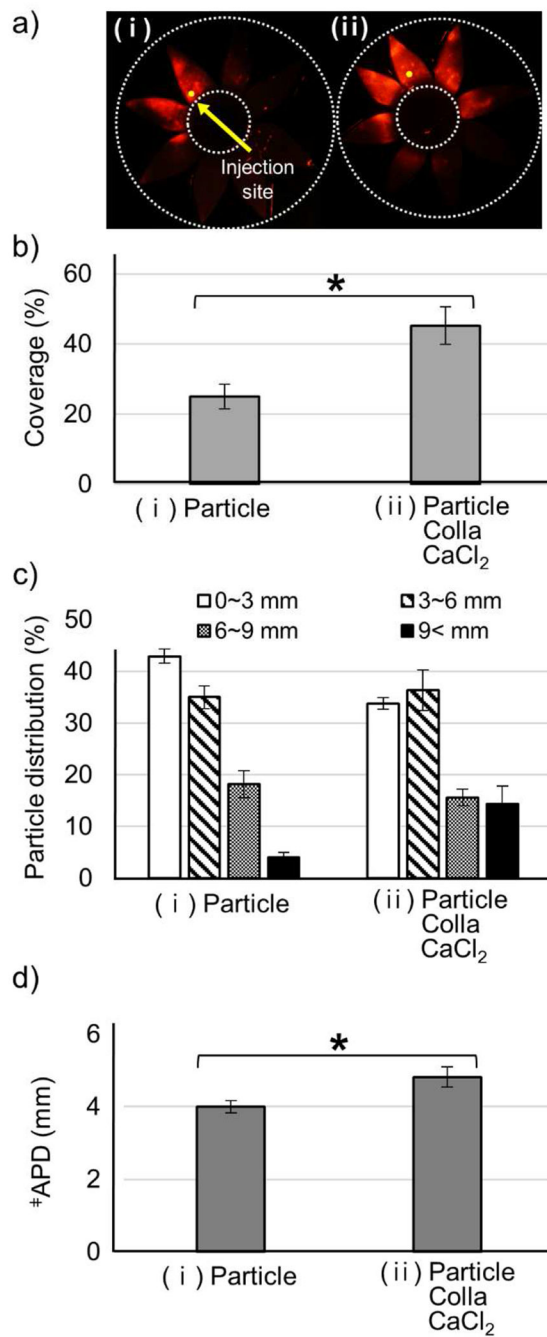 a)
(i)
(ii)
Injection
site
b)
Coverage (%)
60
40
20
0
*
(i) Particle
(ii) Particle
Colla
CaCl₂
c)
Particle distribution (%)
0~3 mm
3~6 mm
6~9 mm
9< mm
50
40
30
20
10
0
(i) Particle
(ii) Particle
Colla
CaCl₂
d)
‡APD (mm)
6
4
2
0
*
(i) Particle
(ii) Particle
Colla
CaCl₂